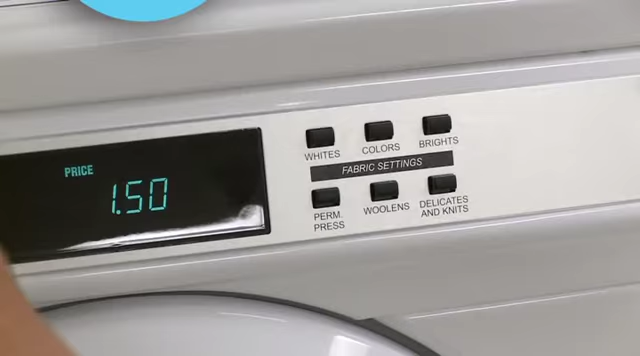 PRICE
1.50
WHITES
COLORS
BRIGHTS
FABRIC SETTINGS
PERM.
PRESS
WOOLENS
DELICATES
AND KNITS